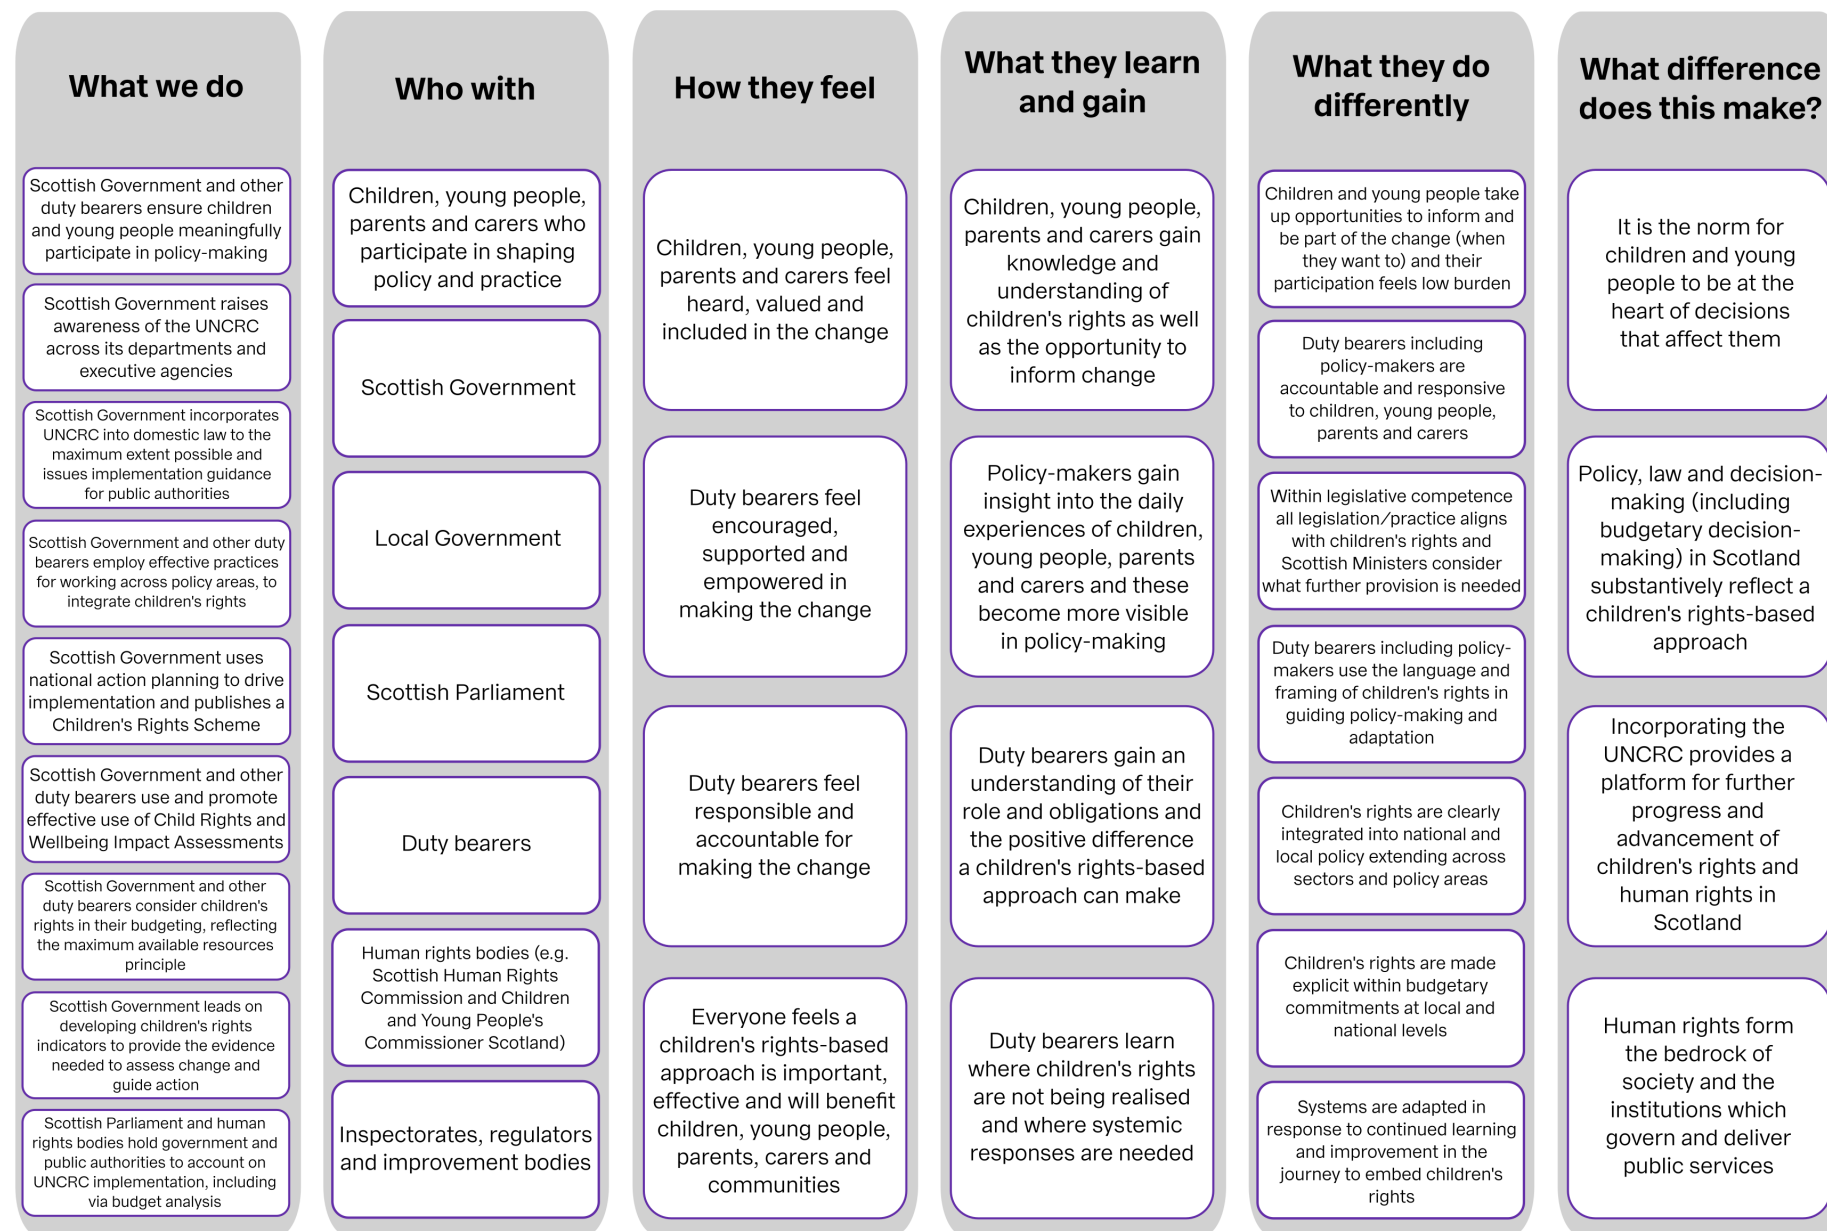 What we do
Scottish Government and other
duty bearers ensure children
and young people meaningfully
participate in policy-making
Scottish Government raises
awareness of the UNCRC
across its departments and
executive agencies
Scottish Government incorporates
UNCRC into domestic law to the
maximum extent possible and
issues implementation guidance
for public authorities
Scottish Government and other duty
bearers employ effective practices
for working across policy areas, to
integrate children's rights
Scottish Government uses
national action planning to drive
implementation and publishes a
Children's Rights Scheme
Scottish Government and other
duty bearers use and promote
effective use of Child Rights and
Wellbeing Impact Assessments
Scottish Government and other
duty bearers consider children's
rights in their budgeting, reflecting
the maximum available resources
principle
Scottish Government leads on
developing children's rights
indicators to provide the evidence
needed to assess change and
guide action
Scottish Parliament and human
rights bodies hold government and
public authorities to account on
UNCRC implementation, including
via budget analysis
Who with
Children, young people,
parents and carers who
participate in shaping
policy and practice
Scottish Government
Local Government
Scottish Parliament
Duty bearers
Human rights bodies (e.g.
Scottish Human Rights
Commission and Children
and Young People's
Commissioner Scotland)
Inspectorates, regulators
and improvement bodies
How they feel
Children, young people,
parents and carers feel
heard, valued and
included in the change
Duty bearers feel
encouraged,
supported and
empowered in
making the change
Duty bearers feel
responsible and
accountable for
making the change
Everyone feels a
children's rights-based
approach is important,
effective and will benefit
children, young people,
parents, carers and
communities
What they learn
and gain
Children, young people,
parents and carers gain
knowledge and
understanding of
children's rights as well
as the opportunity to
inform change
Policy-makers gain
insight into the daily
experiences of children,
young people, parents
and carers and these
become more visible
in policy-making
Duty bearers gain an
understanding of their
role and obligations and
the positive difference
a children's rights-based
approach can make
Duty bearers learn
where children's rights
are not being realised
and where systemic
responses are needed
What they do
differently
Children and young people take
up opportunities to inform and
be part of the change (when
they want to) and their
participation feels low burden
Duty bearers including
policy-makers are
accountable and responsive
to children, young people,
parents and carers
Within legislative competence
all legislation/practice aligns
with children's rights and
Scottish Ministers consider
what further provision is needed
Duty bearers including policy-
makers use the language and
framing of children's rights in
guiding policy-making and
adaptation
Children's rights are clearly
integrated into national and
local policy extending across
sectors and policy areas
Children's rights are made
explicit within budgetary
commitments at local and
national levels
Systems are adapted in
response to continued learning
and improvement in the
journey to embed children's
rights
What difference
does this make?
It is the norm for
children and young
people to be at the
heart of decisions
that affect them
Policy, law and decision-
making (including
budgetary decision-
making) in Scotland
substantively reflect a
children's rights-based
approach
Incorporating the
UNCRC provides a
platform for further
progress and
advancement of
children's rights and
human rights in
Scotland
Human rights form
the bedrock of
society and the
institutions which
govern and deliver
public services